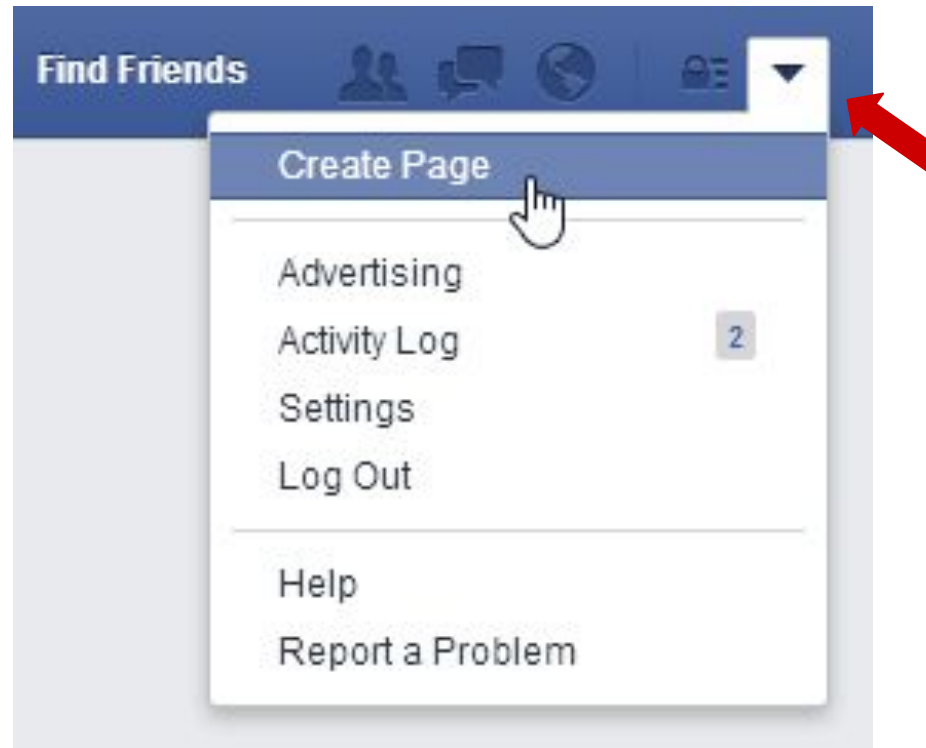 Find Friends
Create Page
Advertising
Activity Log 2
Settings
Log Out
Help
Report a Problem